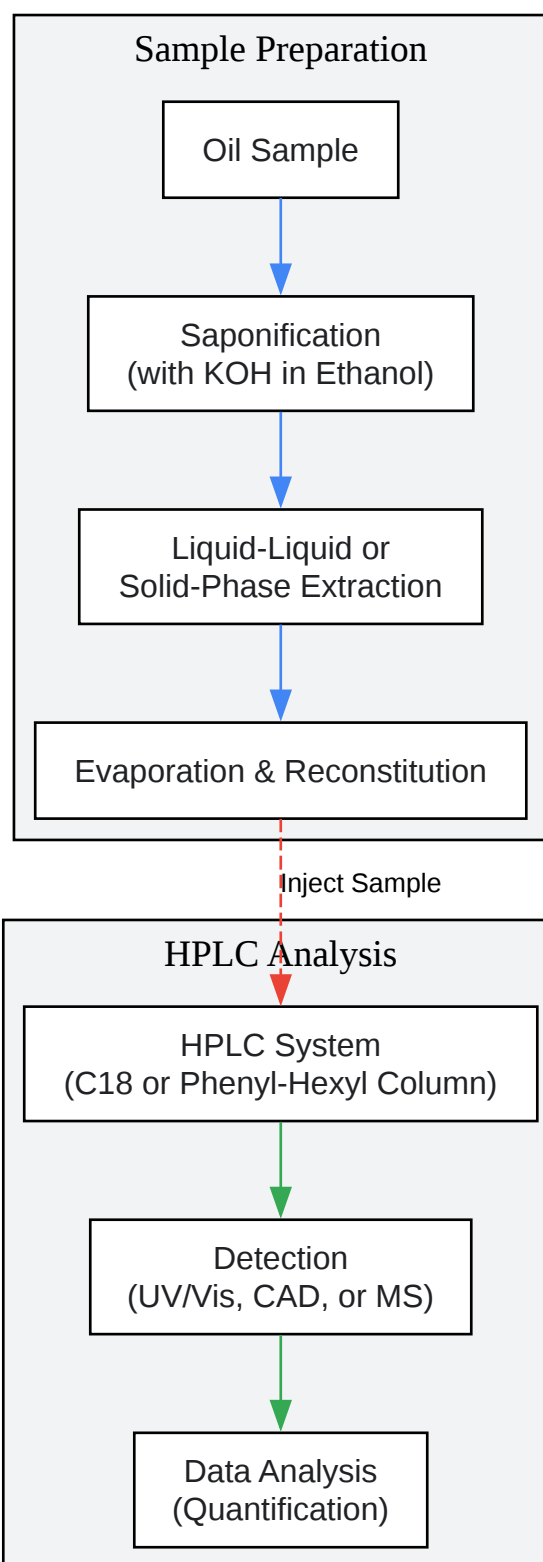 Sample Preparation
Oil Sample
Saponification
(with KOH in Ethanol)
Liquid-Liquid or
Solid-Phase Extraction
Evaporation & Reconstitution
Inject Sample
HPLC Analysis
HPLC System
(C18 or Phenyl-Hexyl Column)
Detection
(UV/Vis, CAD, or MS)
Data Analysis
(Quantification)